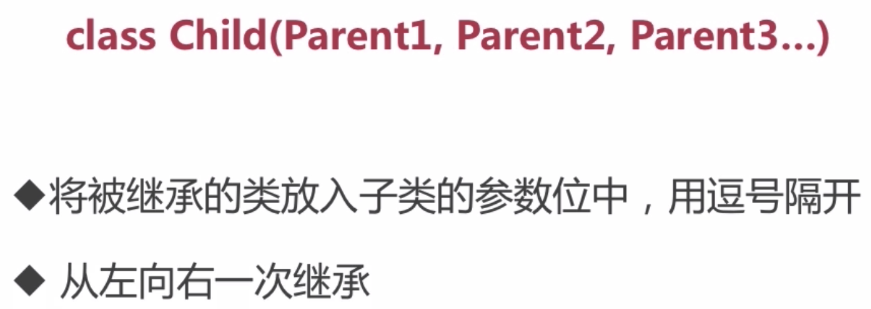 class Child(Parent1, Parent2, Parent3...)
◆将被继承的类放入子类的参数位中，用逗号隔开
◆ 从左向右一次继承